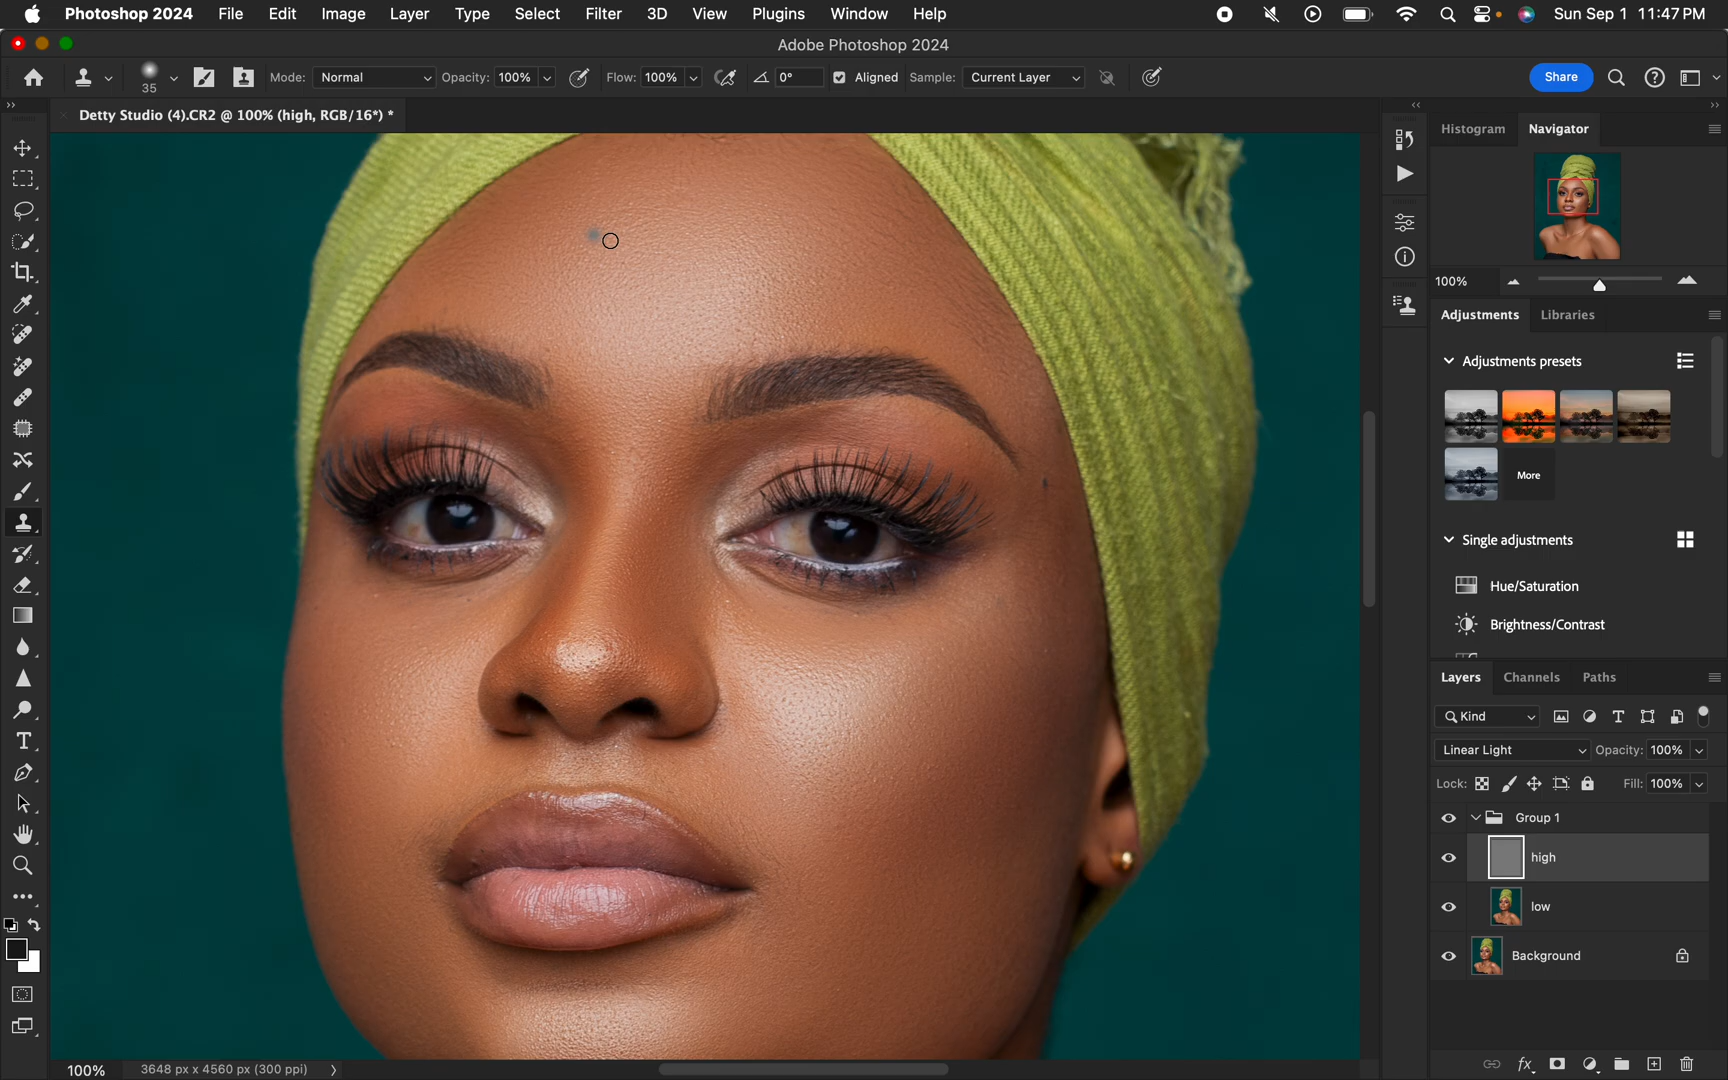 Photoshop 2024 File Edit Image Layer Type Select Filter 3D View Plugins Window Help Sun Sep 1 11:47 PM
Adobe Photoshop 2024
35 Mode: Normal Opacity: 100% Flow: 100% 0° Aligned Sample: Current Layer Share
Detty Studio (4).CR2 @ 100% (high, RGB/16*) *
Histogram Navigator
100%
Adjustments Libraries
Adjustments presets
More
Single adjustments
Hue/Saturation
Brightness/Contrast
Layers Channels Paths
Kind
Linear Light Opacity: 100%
Lock: Fill: 100%
Group 1
high
low
Background
100% 3648 px x 4560 px (300 ppi)